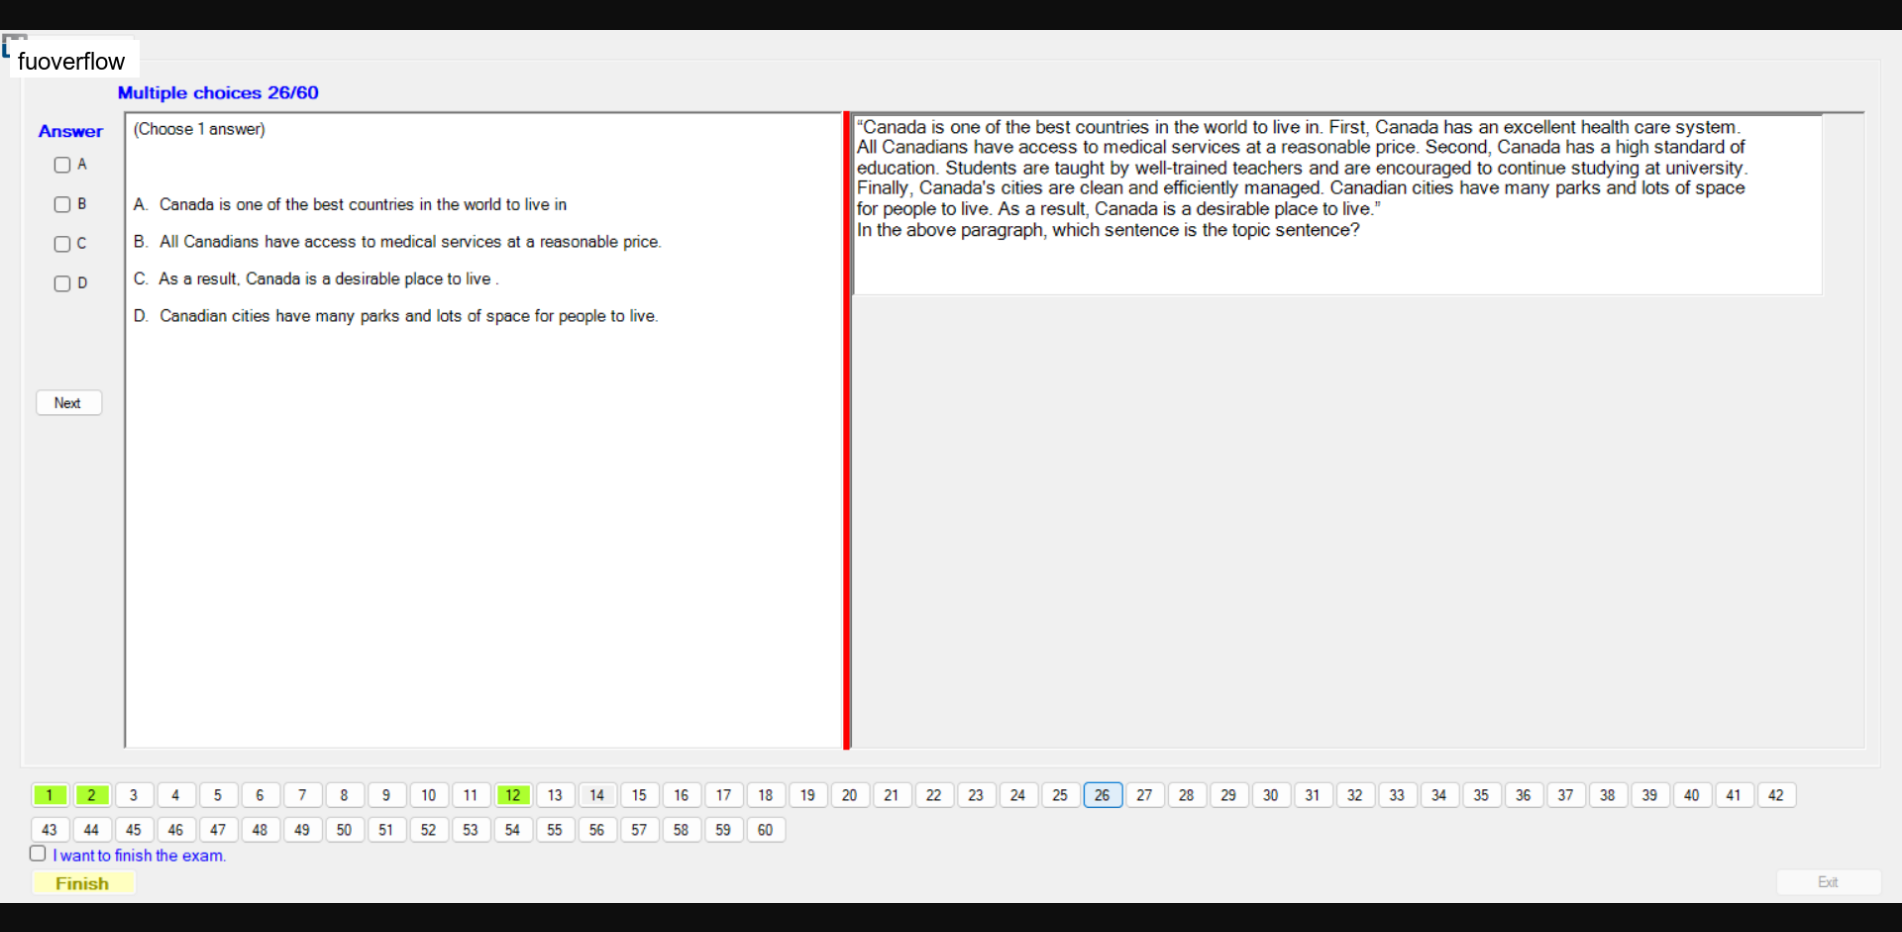 fuoverflow
Multiple choices 26/60
Answer
A
B
C
D
Next
(Choose 1 answer)
A. Canada is one of the best countries in the world to live in
B. All Canadians have access to medical services at a reasonable price.
C. As a result, Canada is a desirable place to live .
D. Canadian cities have many parks and lots of space for people to live.
“Canada is one of the best countries in the world to live in. First, Canada has an excellent health care system.
All Canadians have access to medical services at a reasonable price. Second, Canada has a high standard of
education. Students are taught by well-trained teachers and are encouraged to continue studying at university.
Finally, Canada's cities are clean and efficiently managed. Canadian cities have many parks and lots of space
for people to live. As a result, Canada is a desirable place to live.”
In the above paragraph, which sentence is the topic sentence?
1 2 3 4 5 6 7 8 9 10 11 12 13 14 15 16 17 18 19 20 21 22 23 24 25 26 27 28 29 30 31 32 33 34 35 36 37 38 39 40 41 42
43 44 45 46 47 48 49 50 51 52 53 54 55 56 57 58 59 60
I want to finish the exam.
Finish
Exit